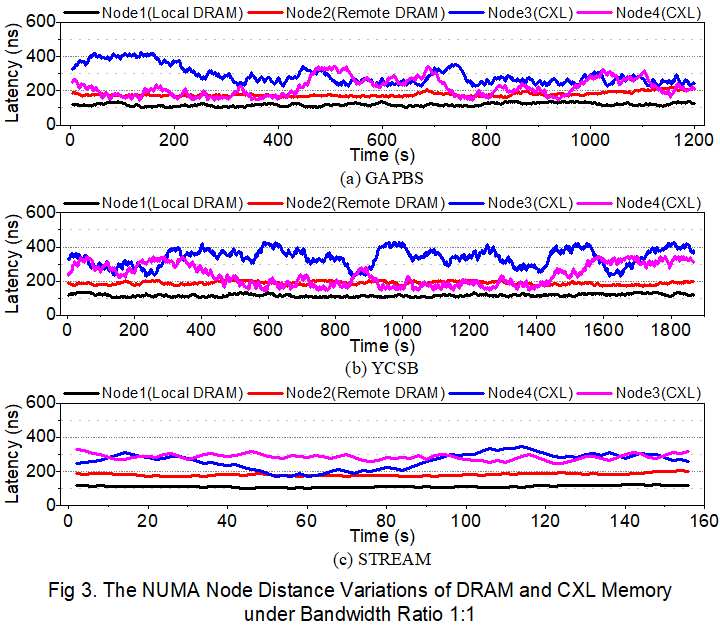 Node1(Local DRAM) Node2(Remote DRAM) Node3(CXL) Node4(CXL)
600
400
200
0
Latency (ns)
0 200 400 600 800 1000 1200
Time (s)
(a) GAPBS
Node1(Local DRAM) Node2(Remote DRAM) Node3(CXL) Node4(CXL)
600
400
200
0
Latency (ns)
0 200 400 600 800 1000 1200 1400 1600 1800
Time (s)
(b) YCSB
Node1(Local DRAM) Node2(Remote DRAM) Node4(CXL) Node3(CXL)
600
400
200
0
Latency (ns)
0 20 40 60 80 100 120 140 160
Time (s)
(c) STREAM
Fig 3. The NUMA Node Distance Variations of DRAM and CXL Memory
under Bandwidth Ratio 1:1